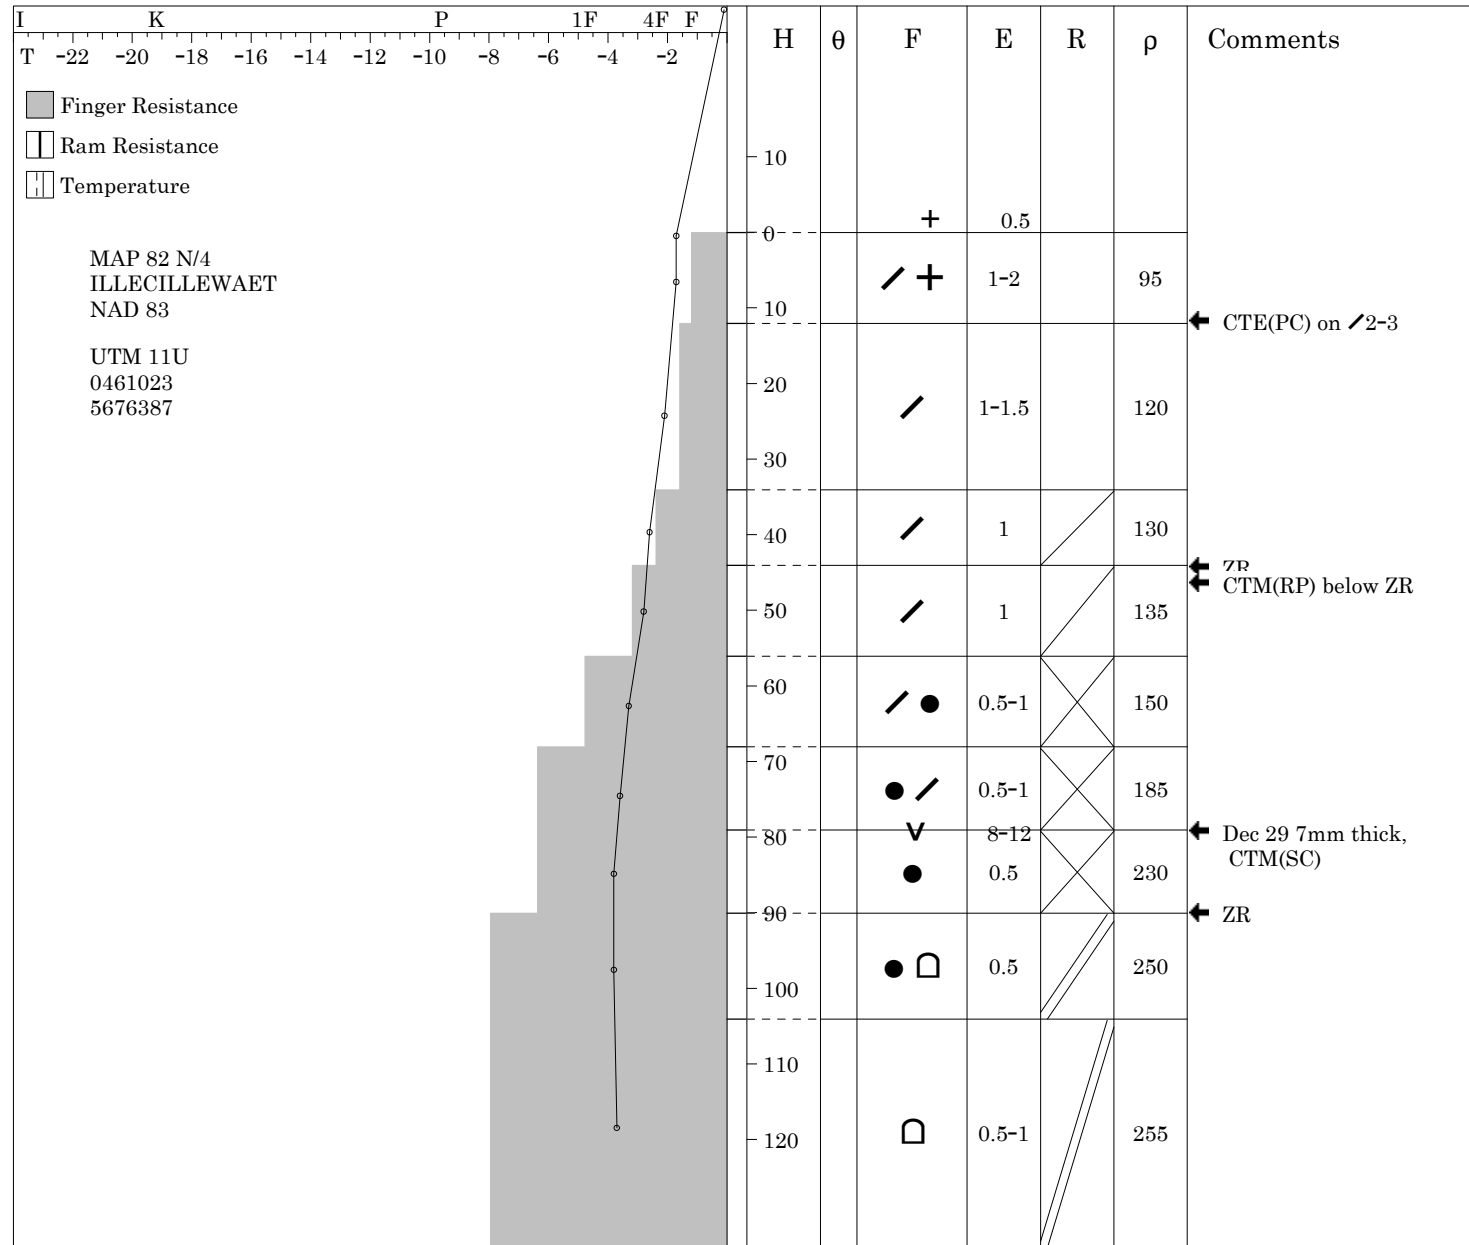 I K P 1F 4F F
T -22 -20 -18 -16 -14 -12 -10 -8 -6 -4 -2
H θ F E R ρ Comments
Finger Resistance
Ram Resistance
Temperature
MAP 82 N/4
ILLECILLEWAET
NAD 83
UTM 11U
0461023
5676387
10
+ 0.5
0
/ + 1-2 95
10
CTE(PC) on /2-3
20
/ 1-1.5 120
30
/ 1 130
40
ZR
CTM(RP) below ZR
50
/ 1 135
60
/ ● 0.5-1 150
70
● / 0.5-1 185
80
V 8-12
Dec 29 7mm thick,
CTM(SC)
● 0.5 230
90
ZR
● 0.5 250
100
110
120
0.5-1 255